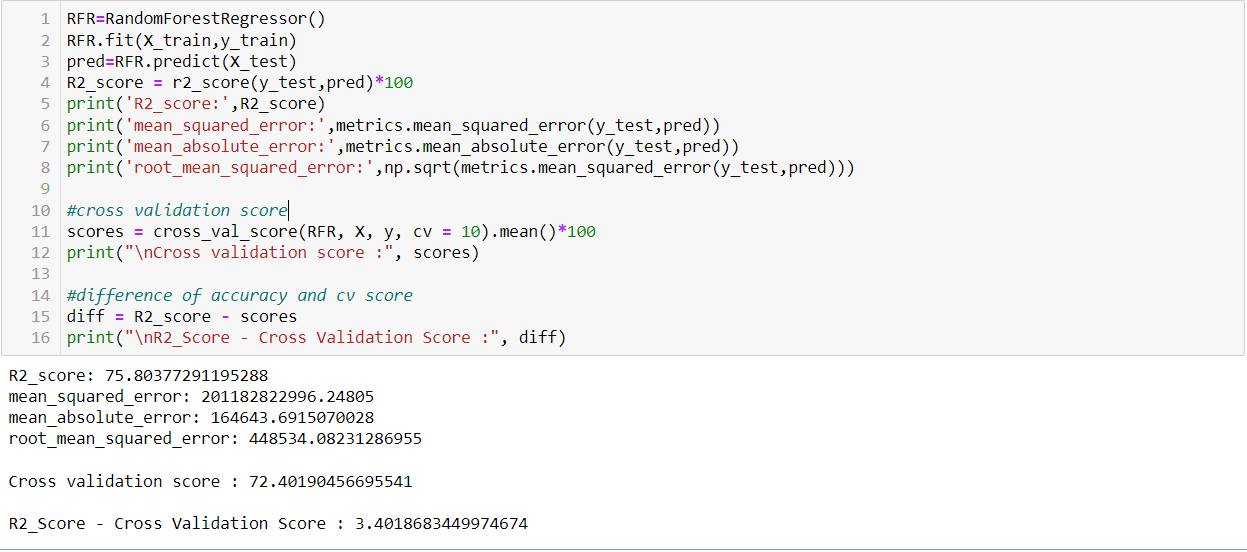 1 RFR=RandomForestRegressor()
2 RFR.fit(X_train,y_train)
3 pred=RFR.predict(X_test)
4 R2_score = r2_score(y_test,pred)*100
5 print('R2_score:',R2_score)
6 print('mean_squared_error:',metrics.mean_squared_error(y_test,pred))
7 print('mean_absolute_error:',metrics.mean_absolute_error(y_test,pred))
8 print('root_mean_squared_error:',np.sqrt(metrics.mean_squared_error(y_test,pred)))
9
10 #cross validation score
11 scores = cross_val_score(RFR, X, y, cv = 10).mean()*100
12 print("\nCross validation score :", scores)
13
14 #difference of accuracy and cv score
15 diff = R2_score - scores
16 print("\nR2_Score - Cross Validation Score :", diff)
R2_score: 75.80377291195288
mean_squared_error: 201182822996.24805
mean_absolute_error: 164643.6915070028
root_mean_squared_error: 448534.08231286955
Cross validation score : 72.40190456695541
R2_Score - Cross Validation Score : 3.4018683449974674